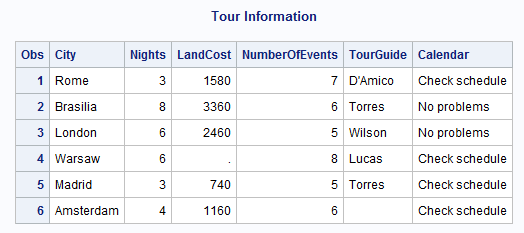 Tour Information
Obs City Nights LandCost NumberOfEvents TourGuide Calendar
1 Rome 3 1580 7 D'Amico Check schedule
2 Brasilia 8 3360 6 Torres No problems
3 London 6 2460 5 Wilson No problems
4 Warsaw 6 . 8 Lucas Check schedule
5 Madrid 3 740 5 Torres Check schedule
6 Amsterdam 4 1160 6 Check schedule